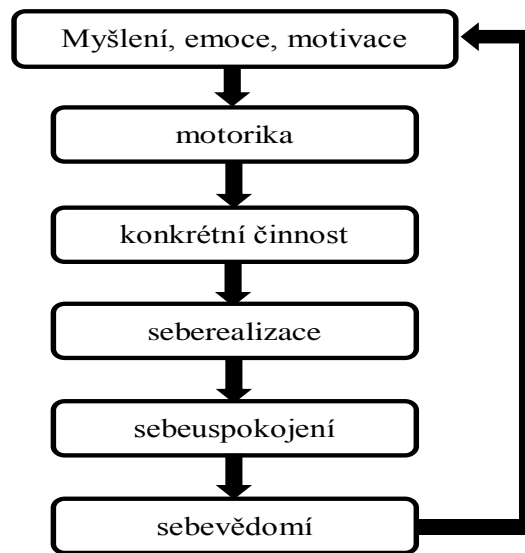 Myšlení, emoce, motivace
motorika
konkrétní činnost
seberealizace
sebeuspokojení
sebevědomí